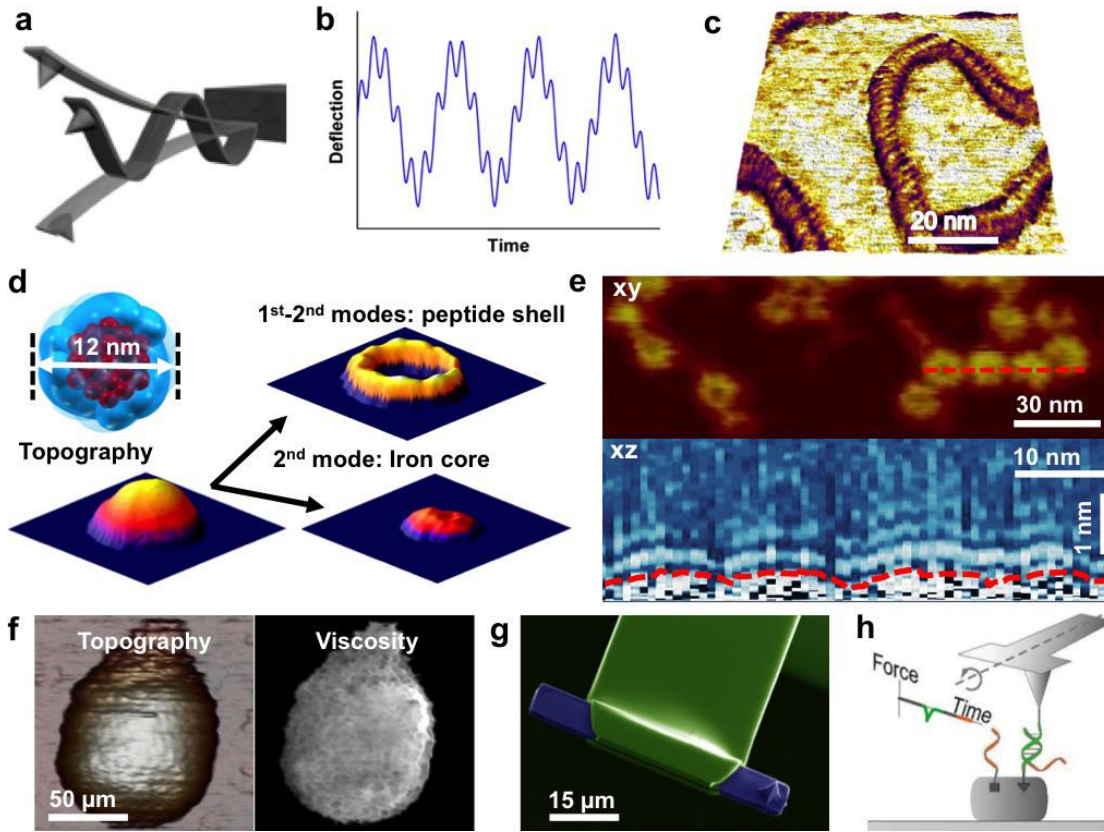 a
b
Deflection
Time
c
20 nm
d
12 nm
1st-2nd modes: peptide shell
Topography
2nd mode: Iron core
e
xy
30 nm
xz
10 nm
1 nm
f
Topography
Viscosity
50 µm
g
15 µm
h
Force
Time